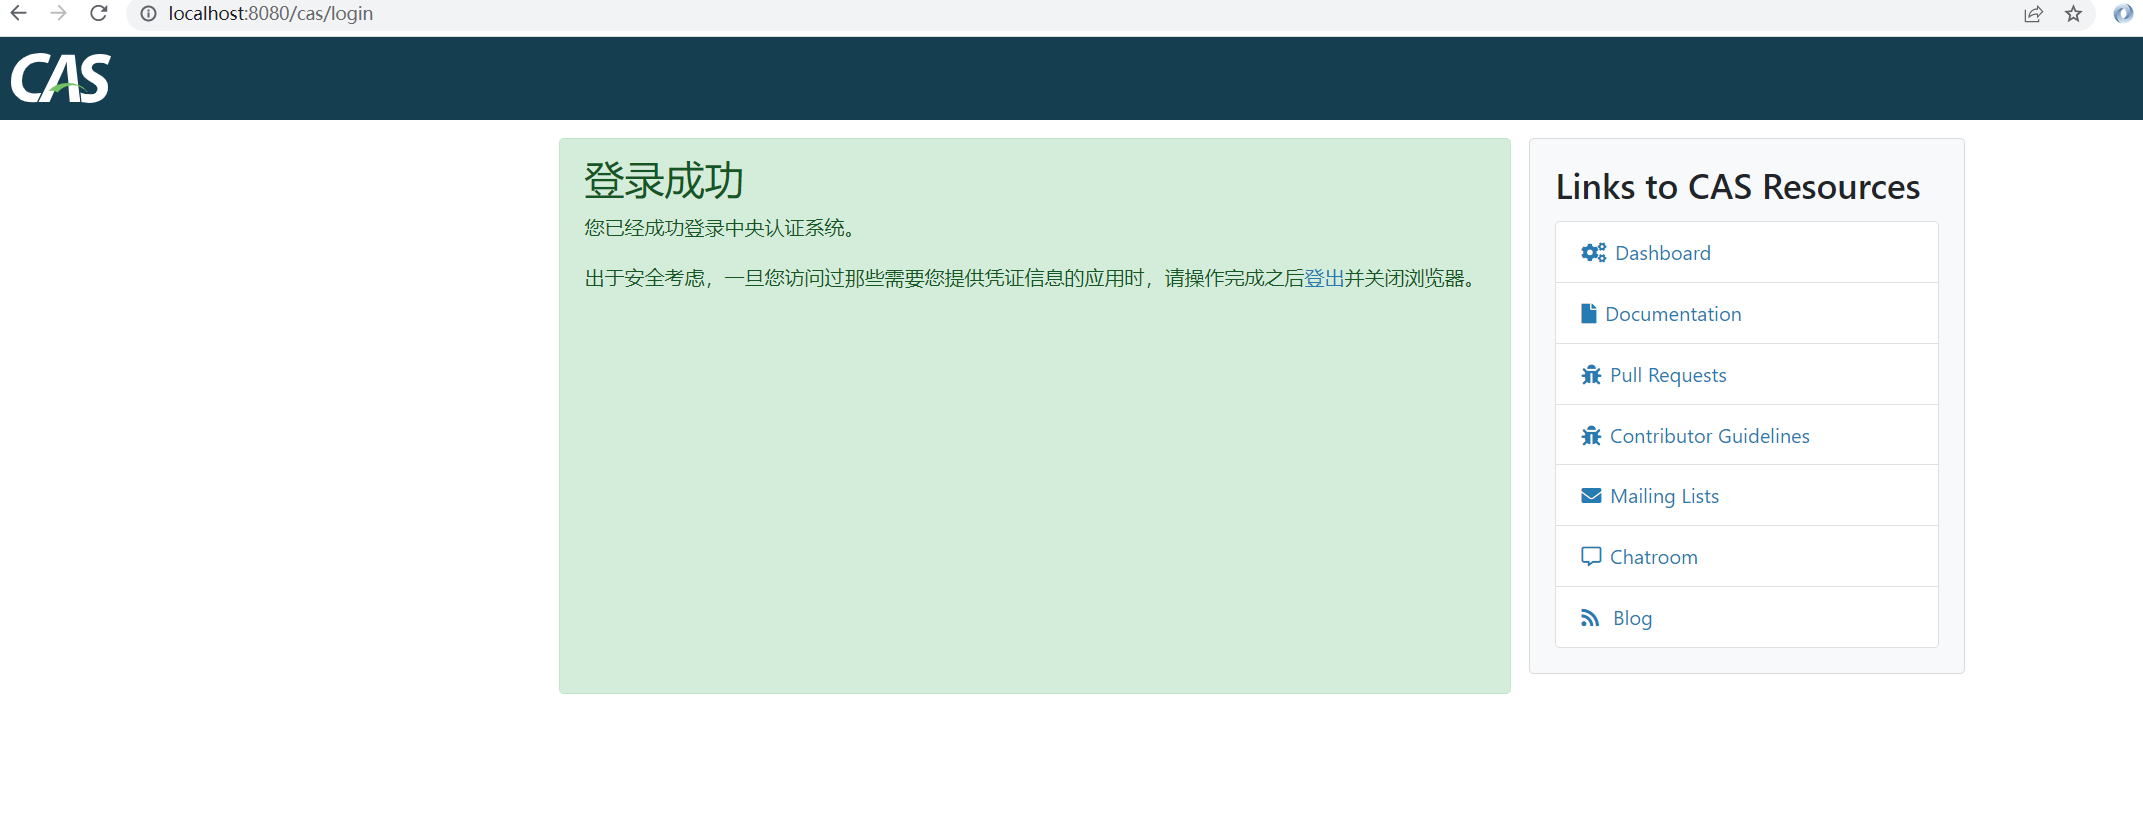 localhost:8080/cas/login
CAS
登录成功
您已经成功登录中央认证系统。
出于安全考虑，一旦您访问过那些需要您提供凭证信息的应用时，请操作完成之后登出并关闭浏览器。
Links to CAS Resources
Dashboard
Documentation
Pull Requests
Contributor Guidelines
Mailing Lists
Chatroom
Blog